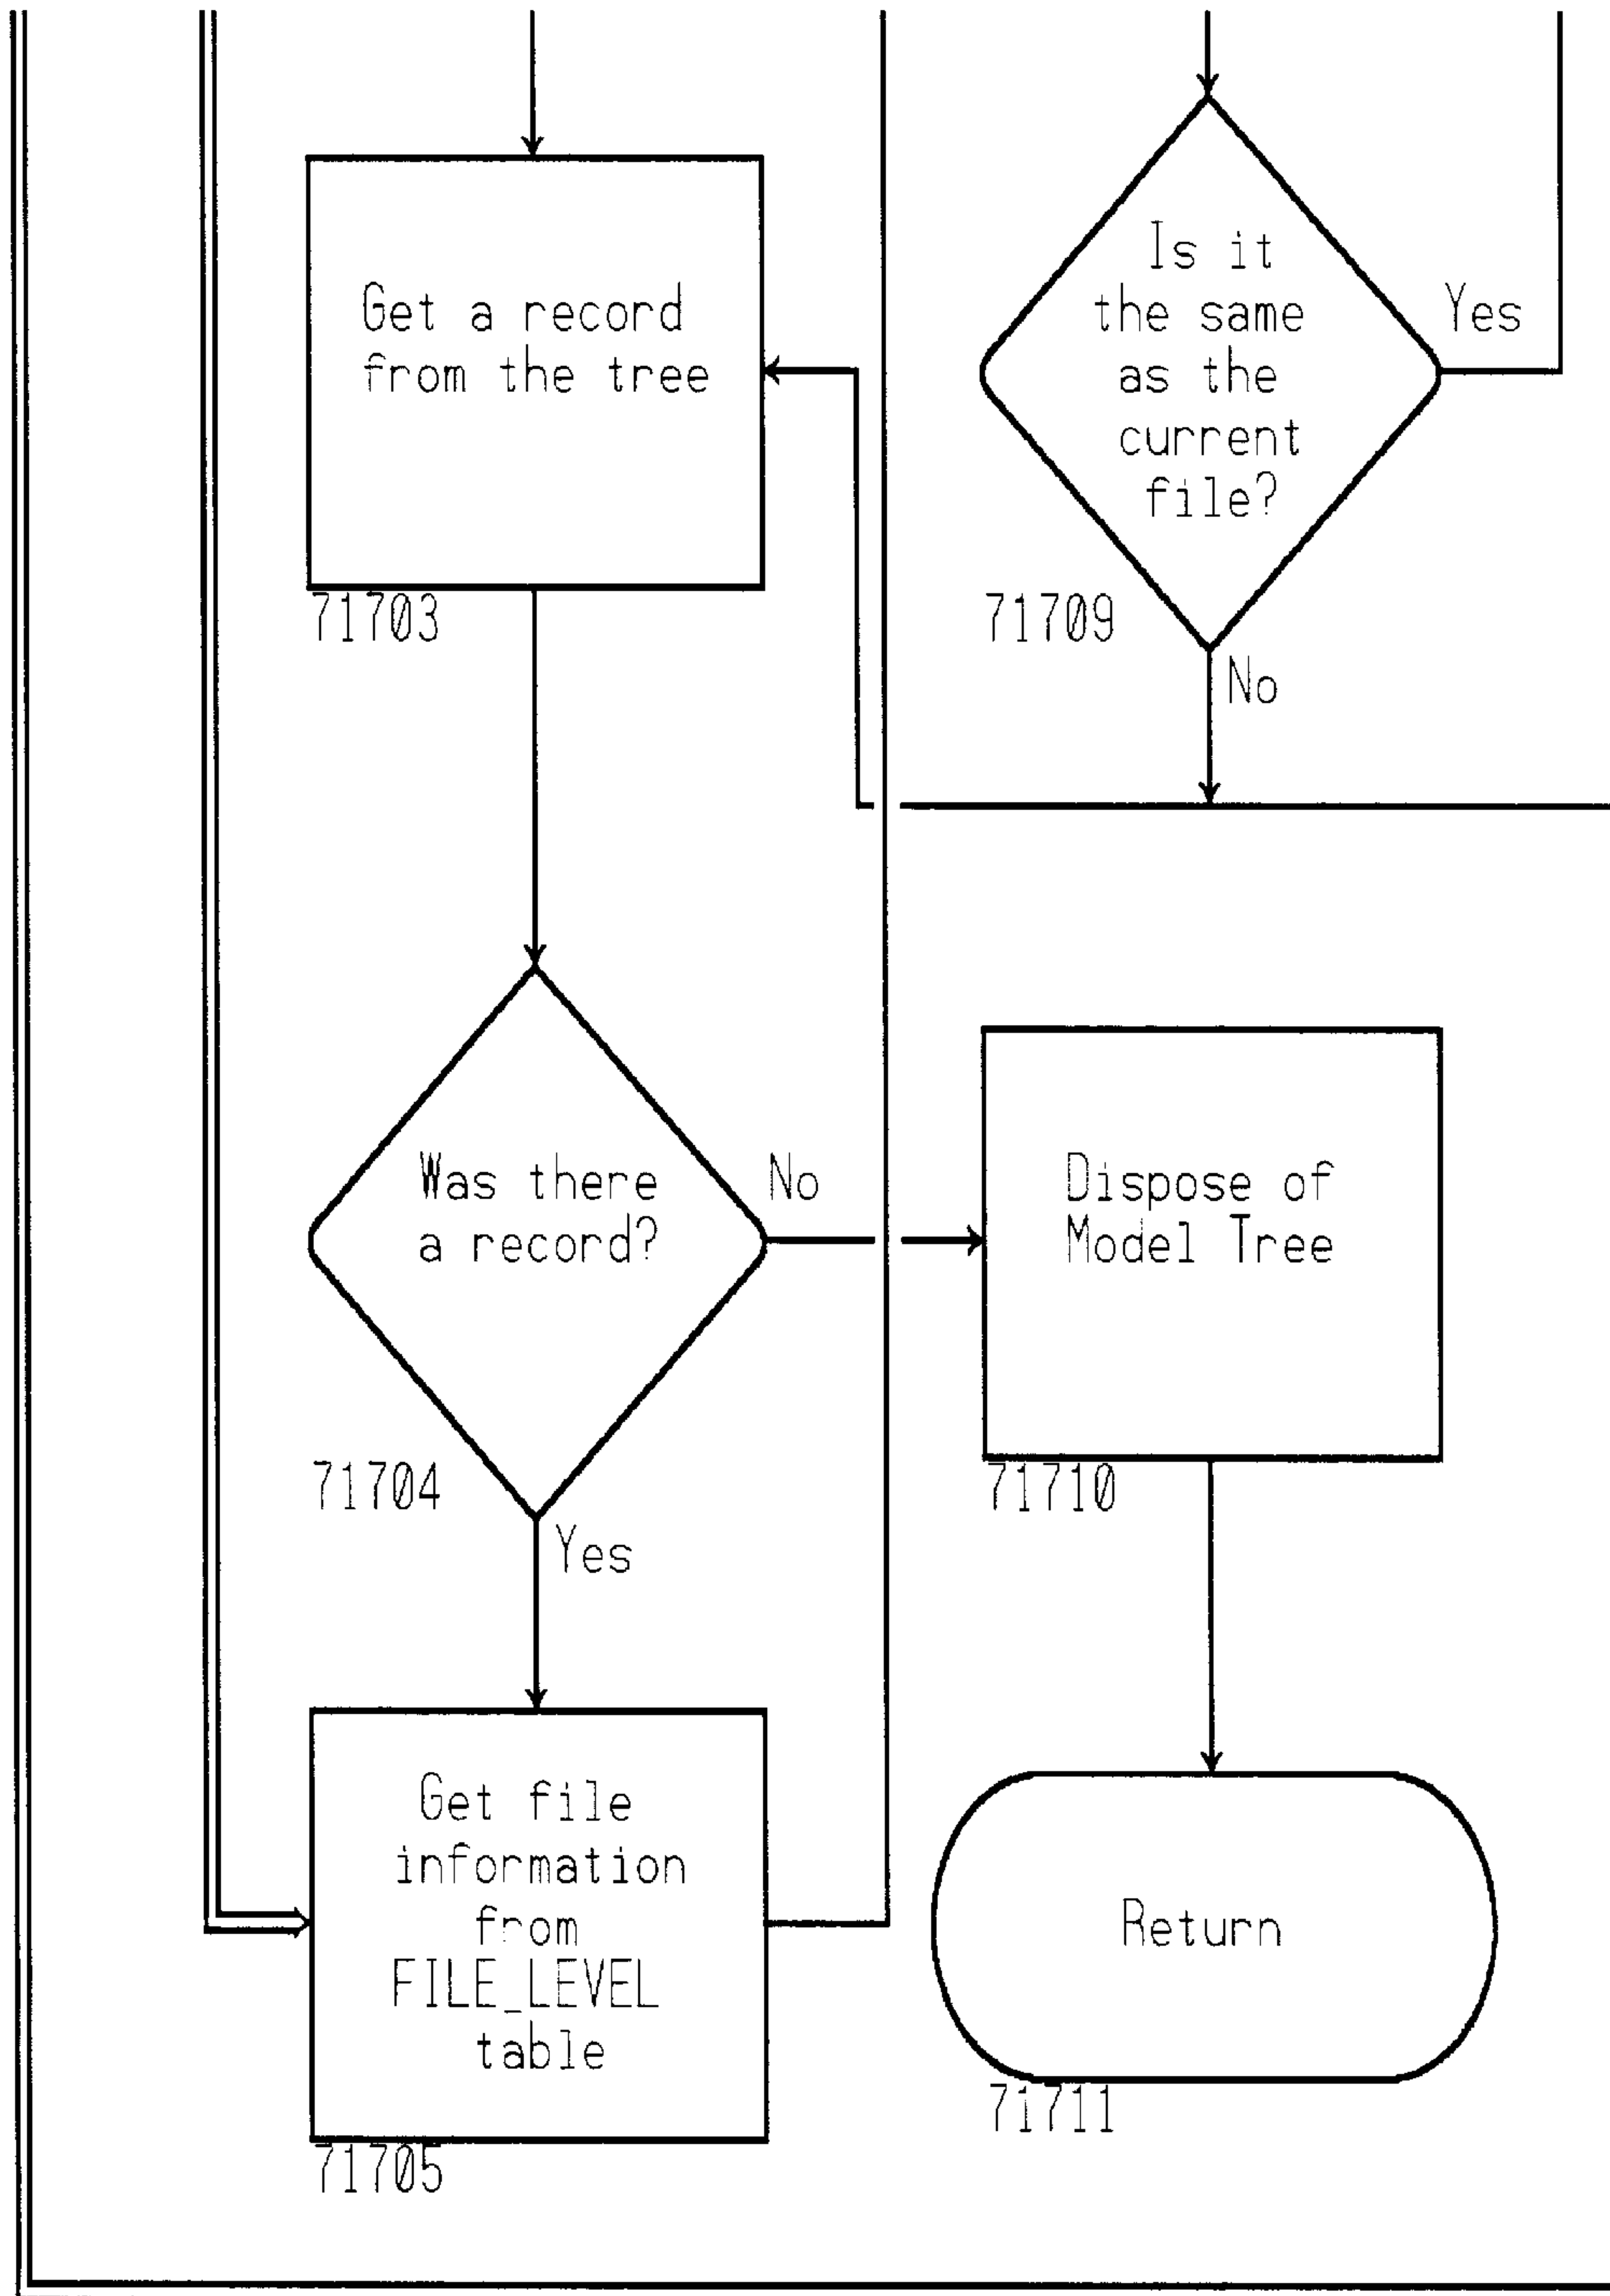 Get a record
from the tree
71703
Was there
a record?
No
71704
Yes
Get file
information
from
FILE_LEVEL
table
71705
Is it
the same
as the
current
file?
Yes
71709
No
Dispose of
Model Tree
71710
Return
71711